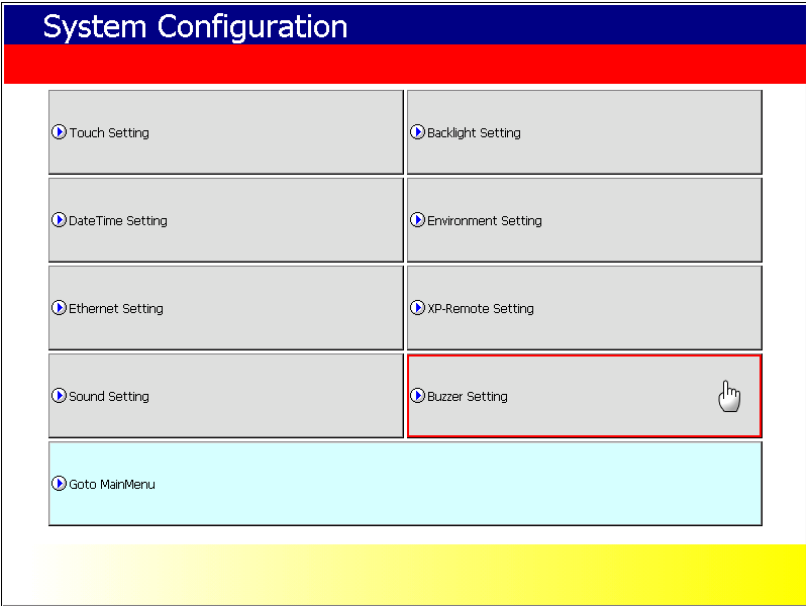 System Configuration
Touch Setting
Backlight Setting
DateTime Setting
Environment Setting
Ethernet Setting
XP-Remote Setting
Sound Setting
Buzzer Setting
Goto MainMenu